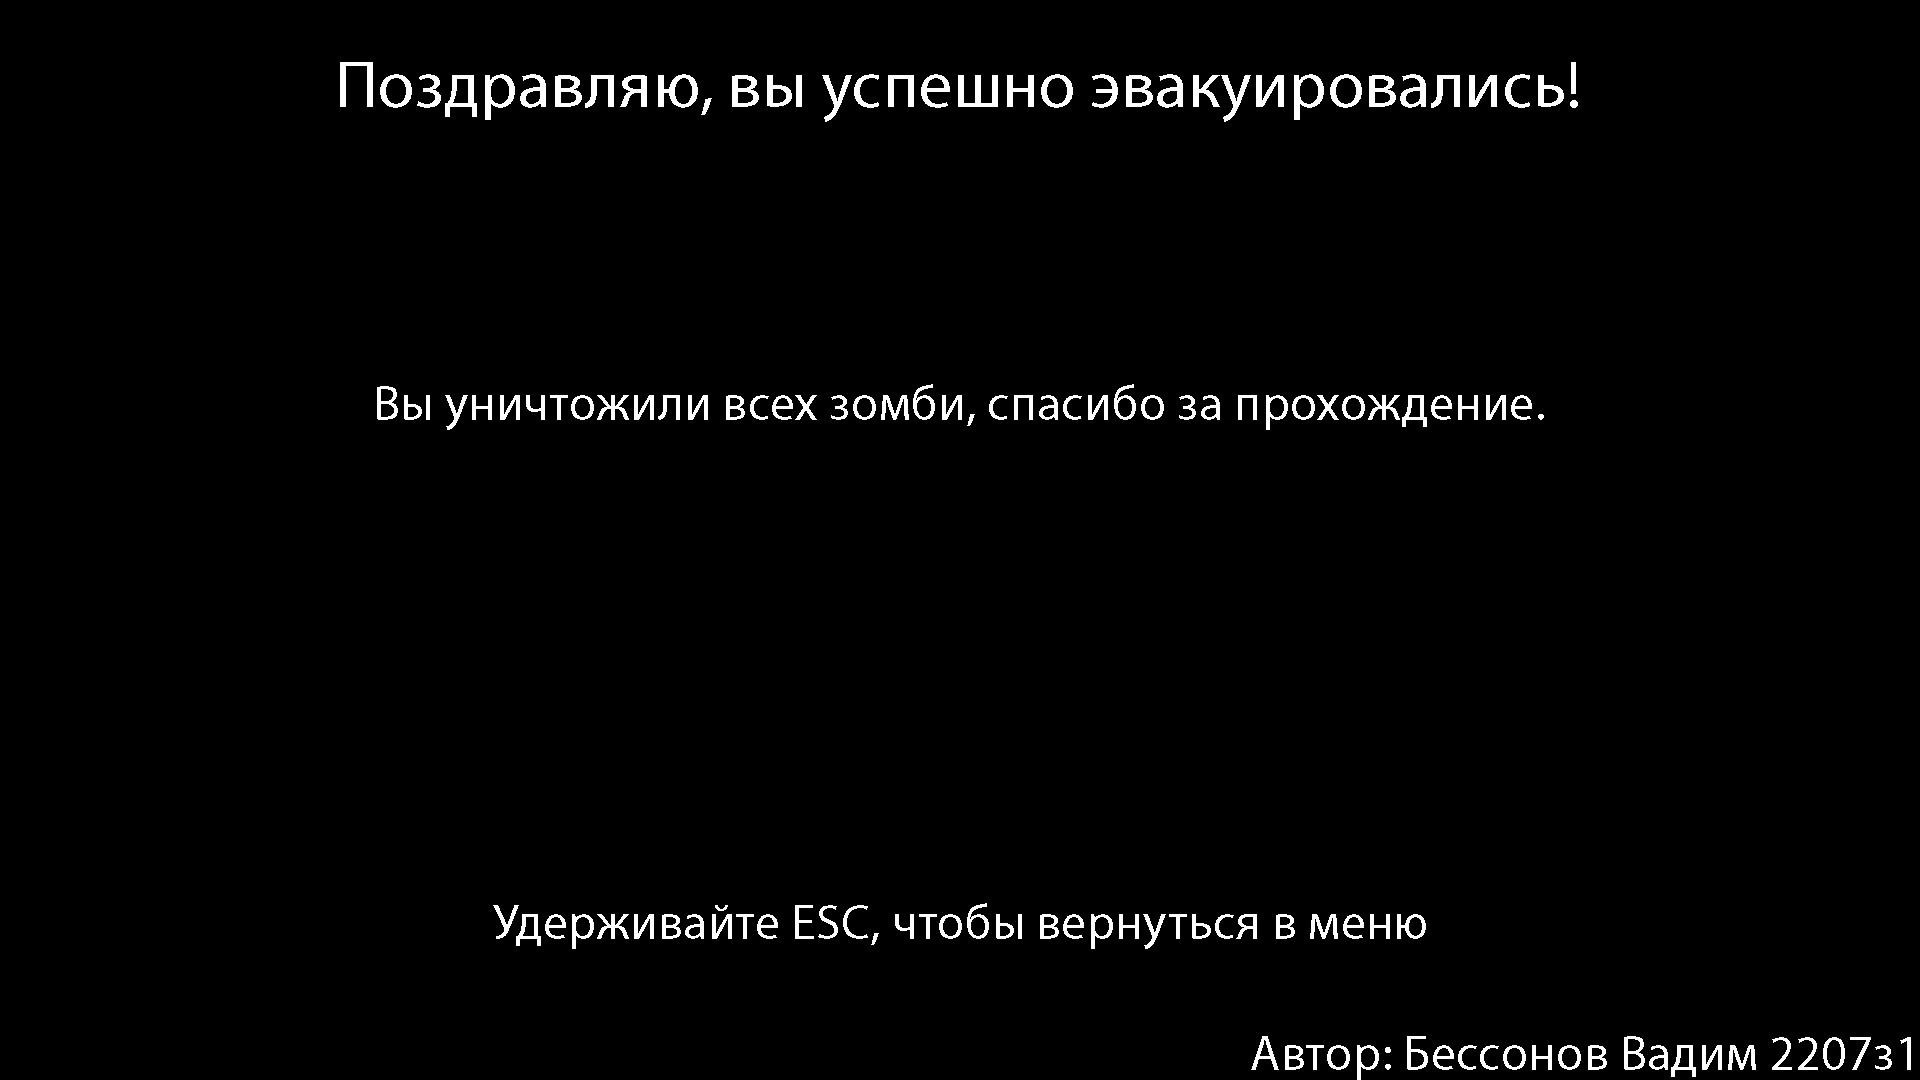 Поздравляю, вы успешно эвакуировались!
Вы уничтожили всех зомби, спасибо за прохождение.
Удерживайте ESC, чтобы вернуться в меню
Автор: Бессонов Вадим 2207з1